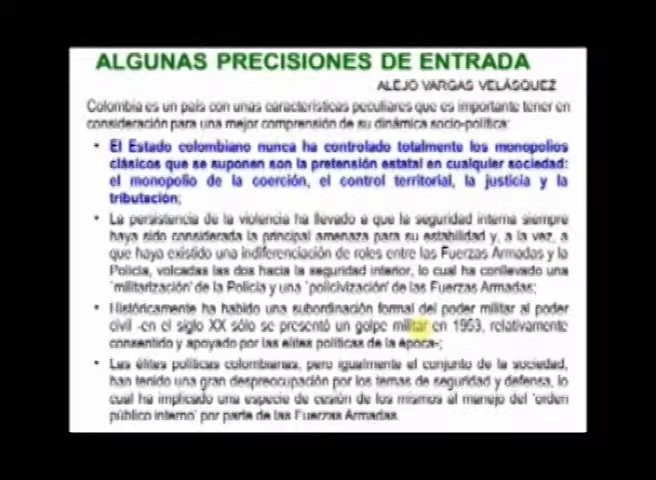 ALGUNAS PRECISIONES DE ENTRADA
ALEJO VARGAS VELÁSQUEZ
Colombia es un país con unas características peculiares que es importante tener en
consideración para una mejor comprensión de su dinámica socio-política:
• El Estado colombiano nunca ha controlado totalmente los monopolios
clásicos que se suponen son la pretensión estatal en cualquier sociedad:
el monopolio de la coerción, el control territorial, la justicia y la
tributación;
• La persistencia de la violencia ha llevado a que la seguridad interna siempre
haya sido considerada la principal amenaza para su estabilidad y, a la vez, a
que haya existido una indiferenciación de roles entre las Fuerzas Armadas y la
Policía, volcadas las dos hacia la seguridad interior, lo cual ha conllevado una
'militarización' de la Policía y una 'policivización' de las Fuerzas Armadas;
• Históricamente ha habido una subordinación formal del poder militar al poder
civil -en el siglo XX sólo se presentó un golpe militar en 1953, relativamente
consentido y apoyado por las elites políticas de la época-;
• Las élites políticas colombianas, pero igualmente el conjunto de la sociedad,
han tenido una gran despreocupación por los temas de seguridad y defensa, lo
cual ha implicado una especie de cesión de los mismos al manejo del 'orden
público interno' por parte de las Fuerzas Armadas.